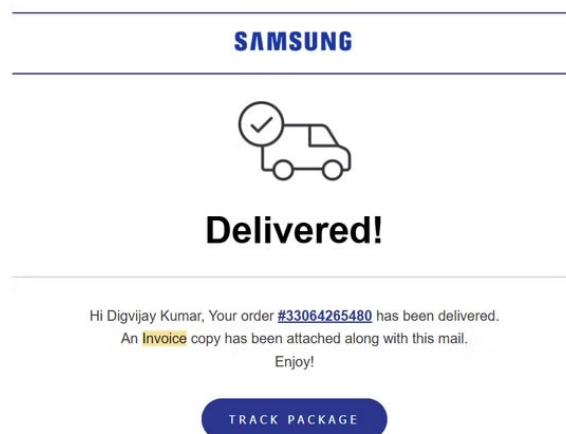 SAMSUNG
Delivered!
Hi Digvijay Kumar, Your order #33064265480 has been delivered.
An Invoice copy has been attached along with this mail.
Enjoy!
TRACK PACKAGE